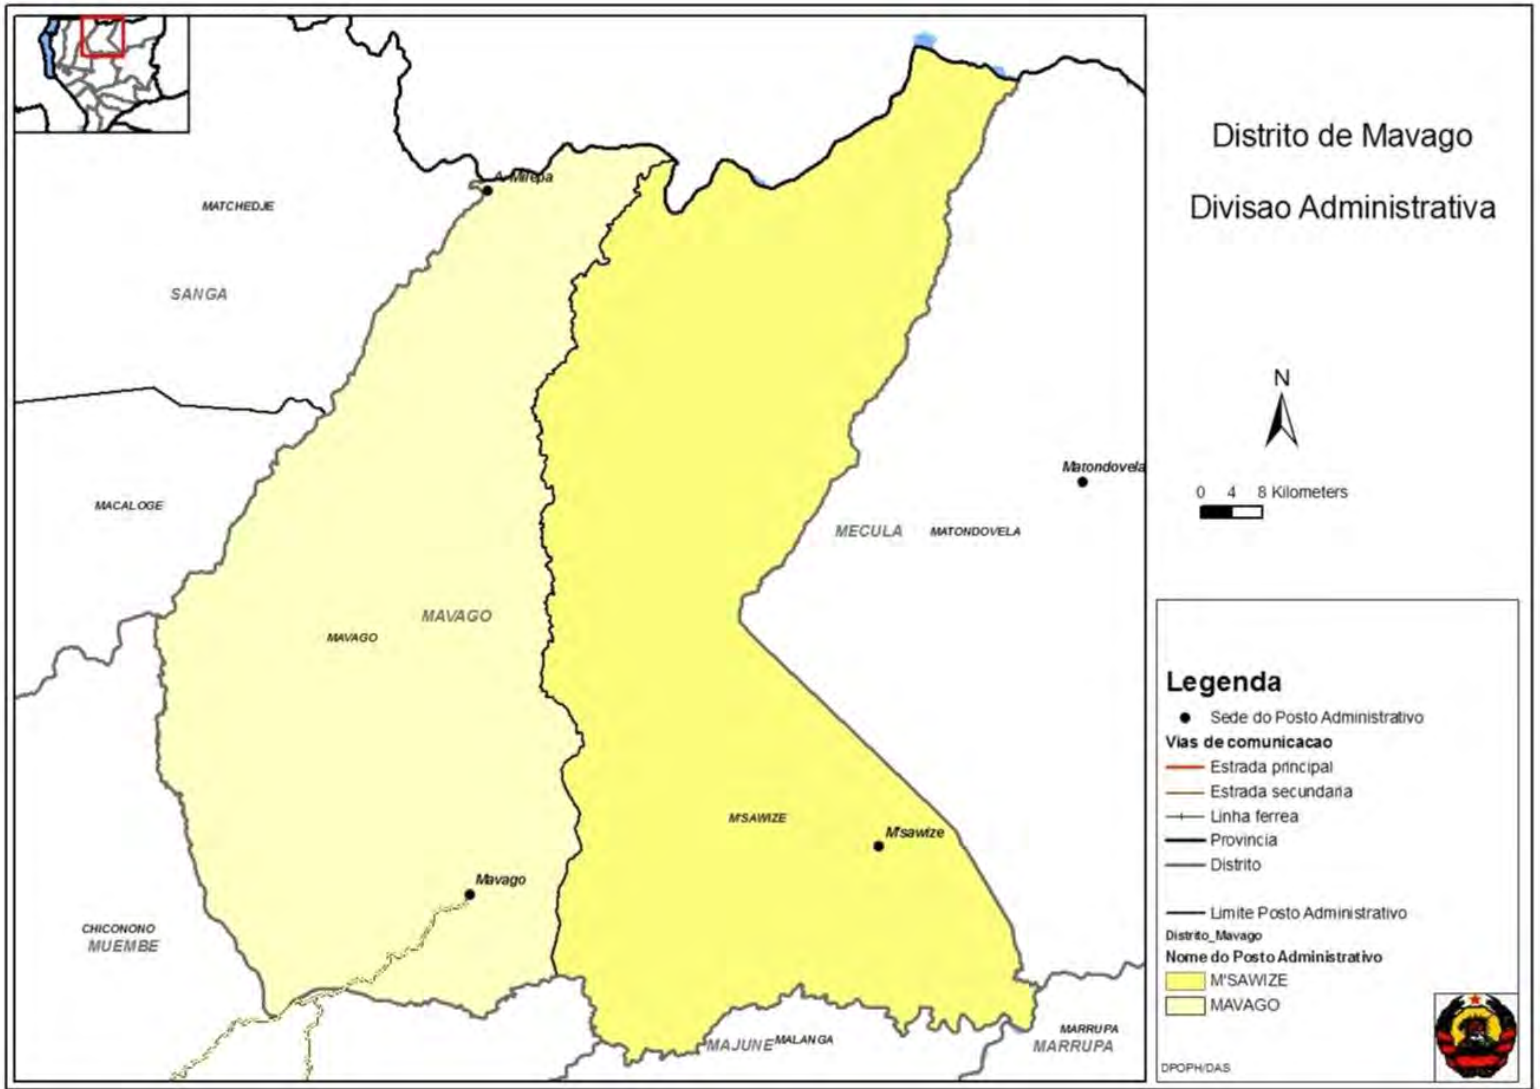 Distrito de Mavago
Divisao Administrativa
A. Milepa
MATCHEDJE
SANGA
N
Matondovela
0 4 8 Kilometers
MACALOGE
MECULA MATONDOVELA
MAVAGO
MAVAGO
M'SAWIZE
M'sawize
Mavago
CHICONONO
MUEMBE
MAJUNE MALANGA
MARRUPA
MARRUPA
Legenda
Sede do Posto Administrativo
Vias de comunicacao
Estrada principal
Estrada secundaria
Linha ferrea
Provincia
Distrito
Limite Posto Administrativo
Distrito_Mavago
Nome do Posto Administrativo
M'SAWIZE
MAVAGO
DPOPH/DAS